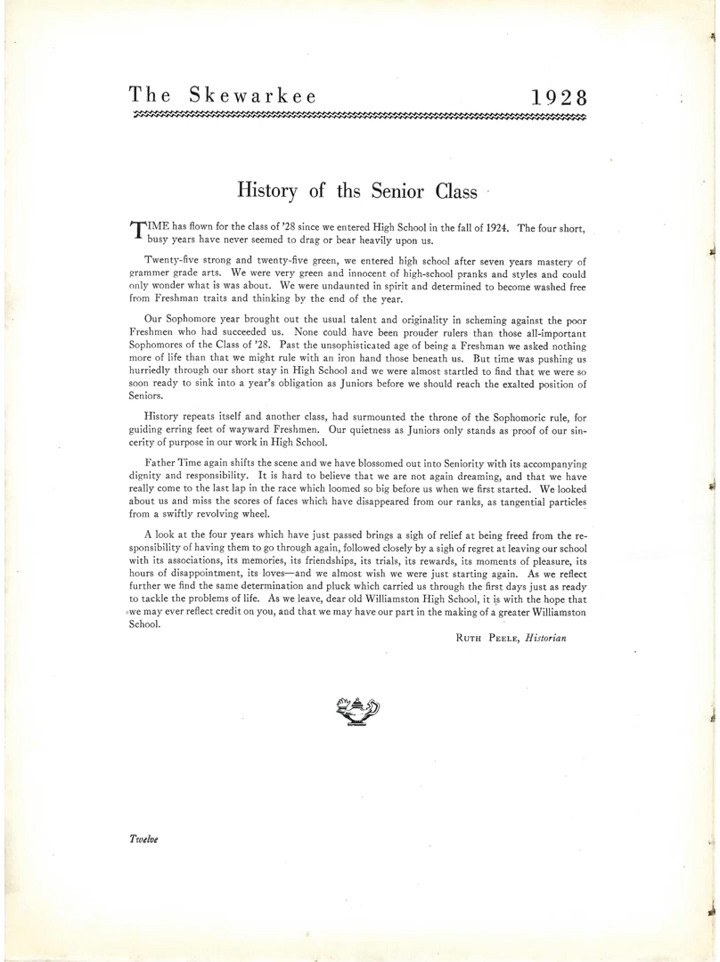 The Skewarkee 1928
History of ths Senior Class
TIME has flown for the class of '28 since we entered High School in the fall of 1924. The four short,
busy years have never seemed to drag or bear heavily upon us.
Twenty-five strong and twenty-five green, we entered high school after seven years mastery of
grammer grade arts. We were very green and innocent of high-school pranks and styles and could
only wonder what is was about. We were undaunted in spirit and determined to become washed free
from Freshman traits and thinking by the end of the year.
Our Sophomore year brought out the usual talent and originality in scheming against the poor
Freshmen who had succeeded us. None could have been prouder rulers than those all-important
Sophomores of the Class of '28. Past the unsophisticated age of being a Freshman we asked nothing
more of life than that we might rule with an iron hand those beneath us. But time was pushing us
hurriedly through our short stay in High School and we were almost startled to find that we were so
soon ready to sink into a year's obligation as Juniors before we should reach the exalted position of
Seniors.
History repeats itself and another class, had surmounted the throne of the Sophomoric rule, for
guiding erring feet of wayward Freshmen. Our quietness as Juniors only stands as proof of our sin-
cerity of purpose in our work in High School.
Father Time again shifts the scene and we have blossomed out into Seniority with its accompanying
dignity and responsibility. It is hard to believe that we are not again dreaming, and that we have
really come to the last lap in the race which loomed so big before us when we first started. We looked
about us and miss the scores of faces which have disappeared from our ranks, as tangential particles
from a swiftly revolving wheel.
A look at the four years which have just passed brings a sigh of relief at being freed from the re-
sponsibility of having them to go through again, followed closely by a sigh of regret at leaving our school
with its associations, its memories, its friendships, its trials, its rewards, its moments of pleasure, its
hours of disappointment, its loves—and we almost wish we were just starting again. As we reflect
further we find the same determination and pluck which carried us through the first days just as ready
to tackle the problems of life. As we leave, dear old Williamston High School, it is with the hope that
we may ever reflect credit on you, and that we may have our part in the making of a greater Williamston
School.
RUTH PEELE, Historian
Twelve